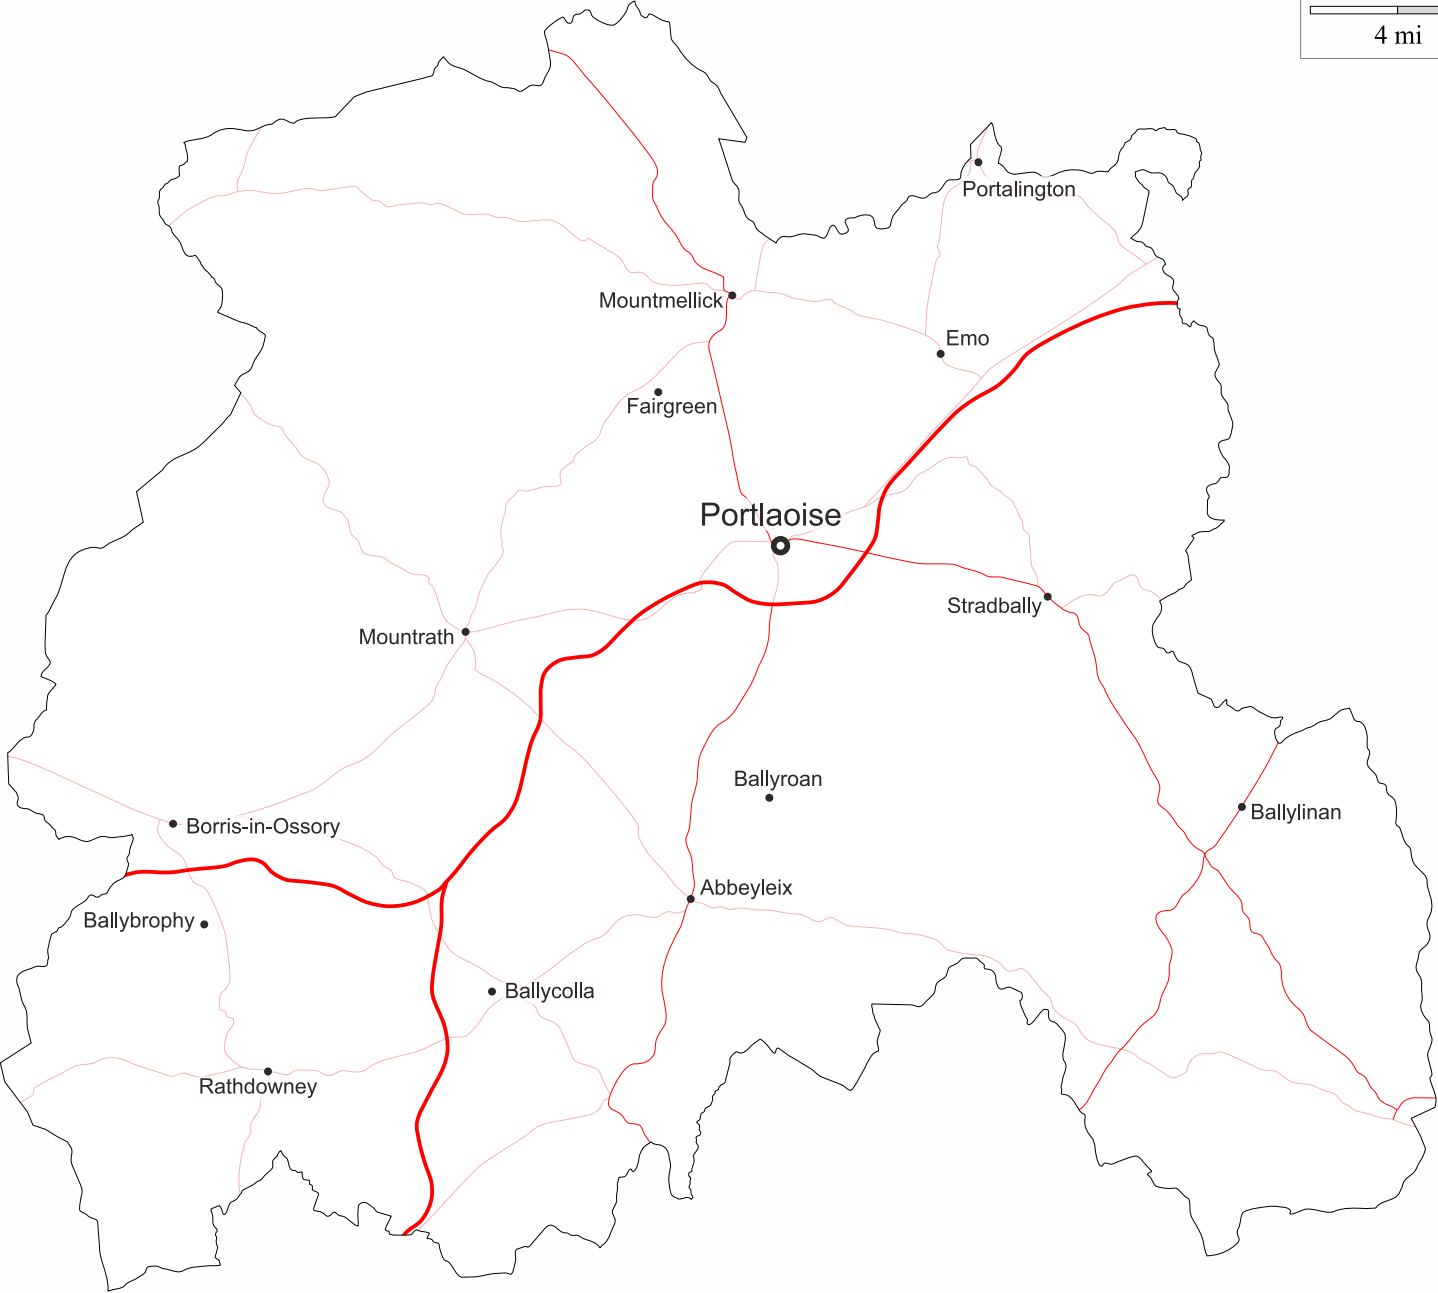 4 mi
Portalington
Mountmellick
Emo
Fairgreen
Portlaoise
Stradbally
Mountrath
Ballyroan
Ballylinan
Borris-in-Ossory
Abbeyleix
Ballybrophy
Ballycolla
Rathdowney